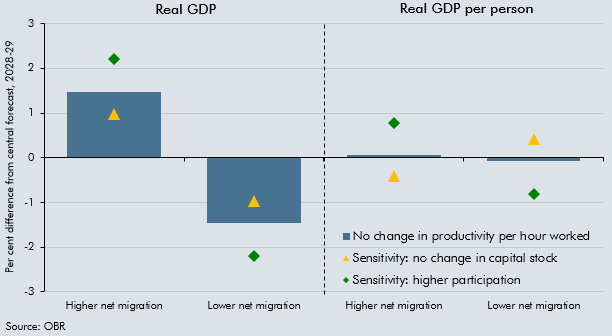 Real GDP
Real GDP per person
Per cent difference from central forecast, 2028-29
3
2
1
0
-1
-2
-3
No change in productivity per hour worked
Sensitivity: no change in capital stock
Sensitivity: higher participation
Higher net migration
Lower net migration
Higher net migration
Lower net migration
Source: OBR